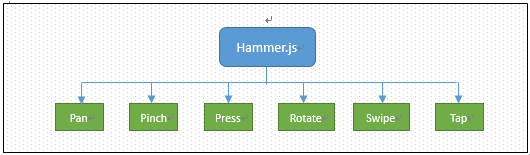 Hammer.js
Pan
Pinch
Press
Rotate
Swipe
Tap